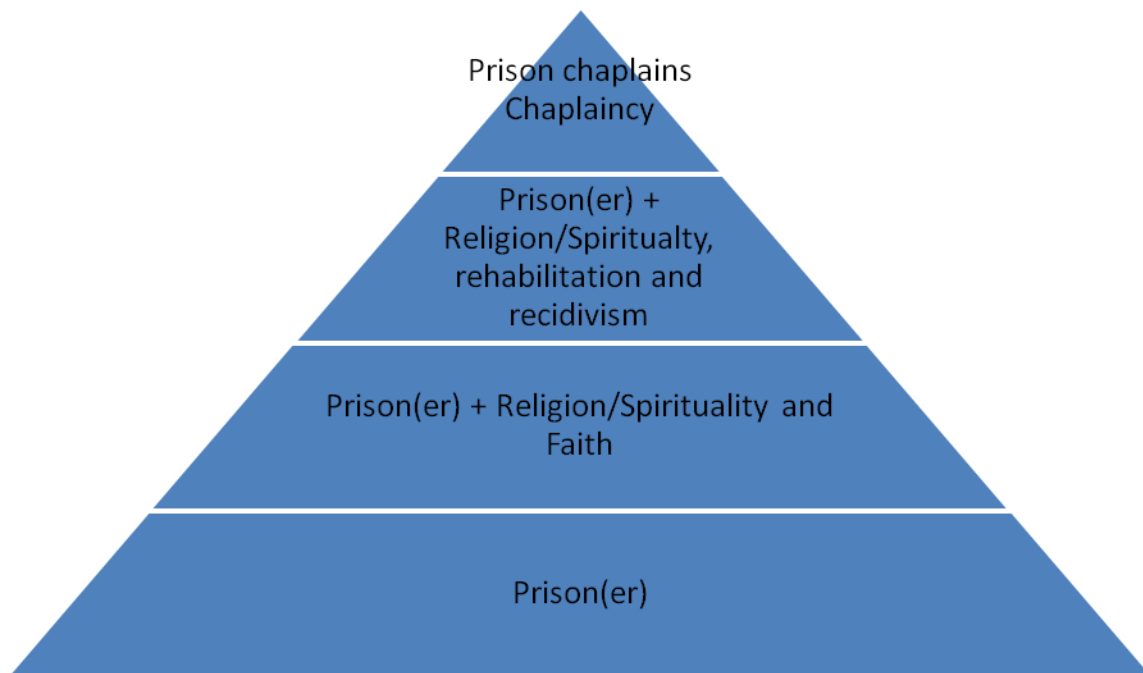 Prison chaplains
Chaplaincy
Prison(er) +
Religion/Spiritualty,
rehabilitation and
recidivism
Prison(er) + Religion/Spirituality and
Faith
Prison(er)